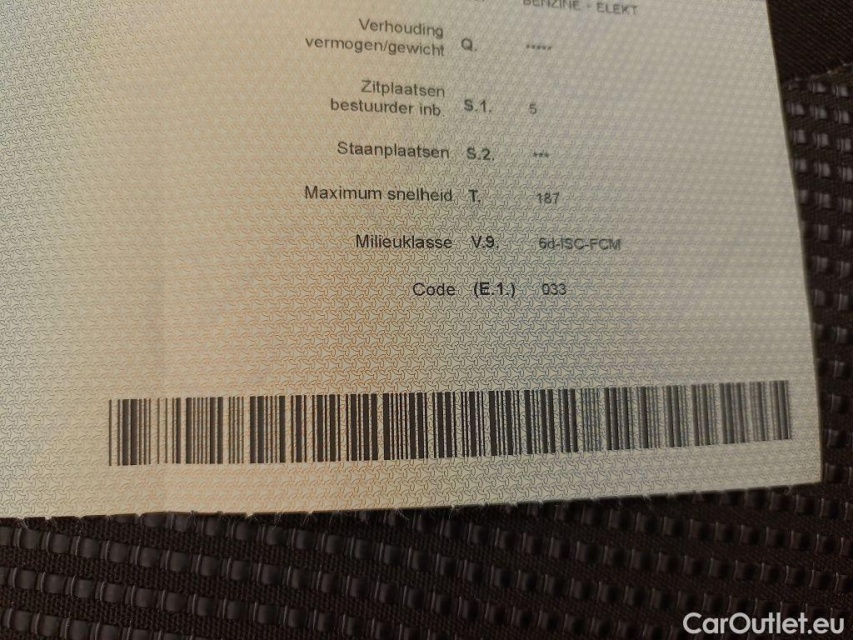 BENZINE - ELEKT
Verhouding
vermogen/gewicht Q. *****
Zitplaatsen
bestuurder inb. S.1. 5
Staanplaatsen S.2. ***
Maximum snelheid T. 187
Milieuklasse V.9. 6d-ISC-FCM
Code (E.1.) 033
CarOutlet.eu